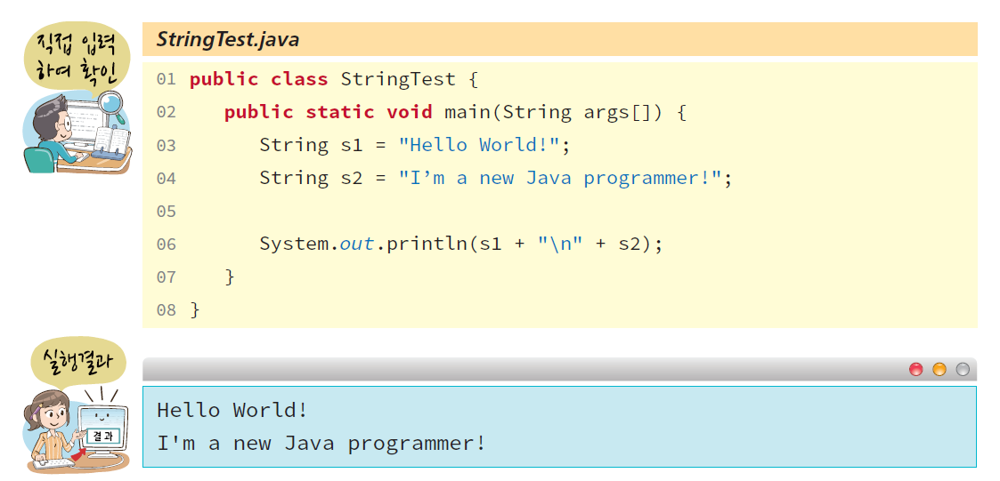 직접 입력
하여 확인
StringTest.java
01 public class StringTest {
02    public static void main(String args[]) {
03       String s1 = "Hello World!";
04       String s2 = "I’m a new Java programmer!";
05
06       System.out.println(s1 + "\n" + s2);
07    }
08 }
실행결과
결과
Hello World!
I'm a new Java programmer!